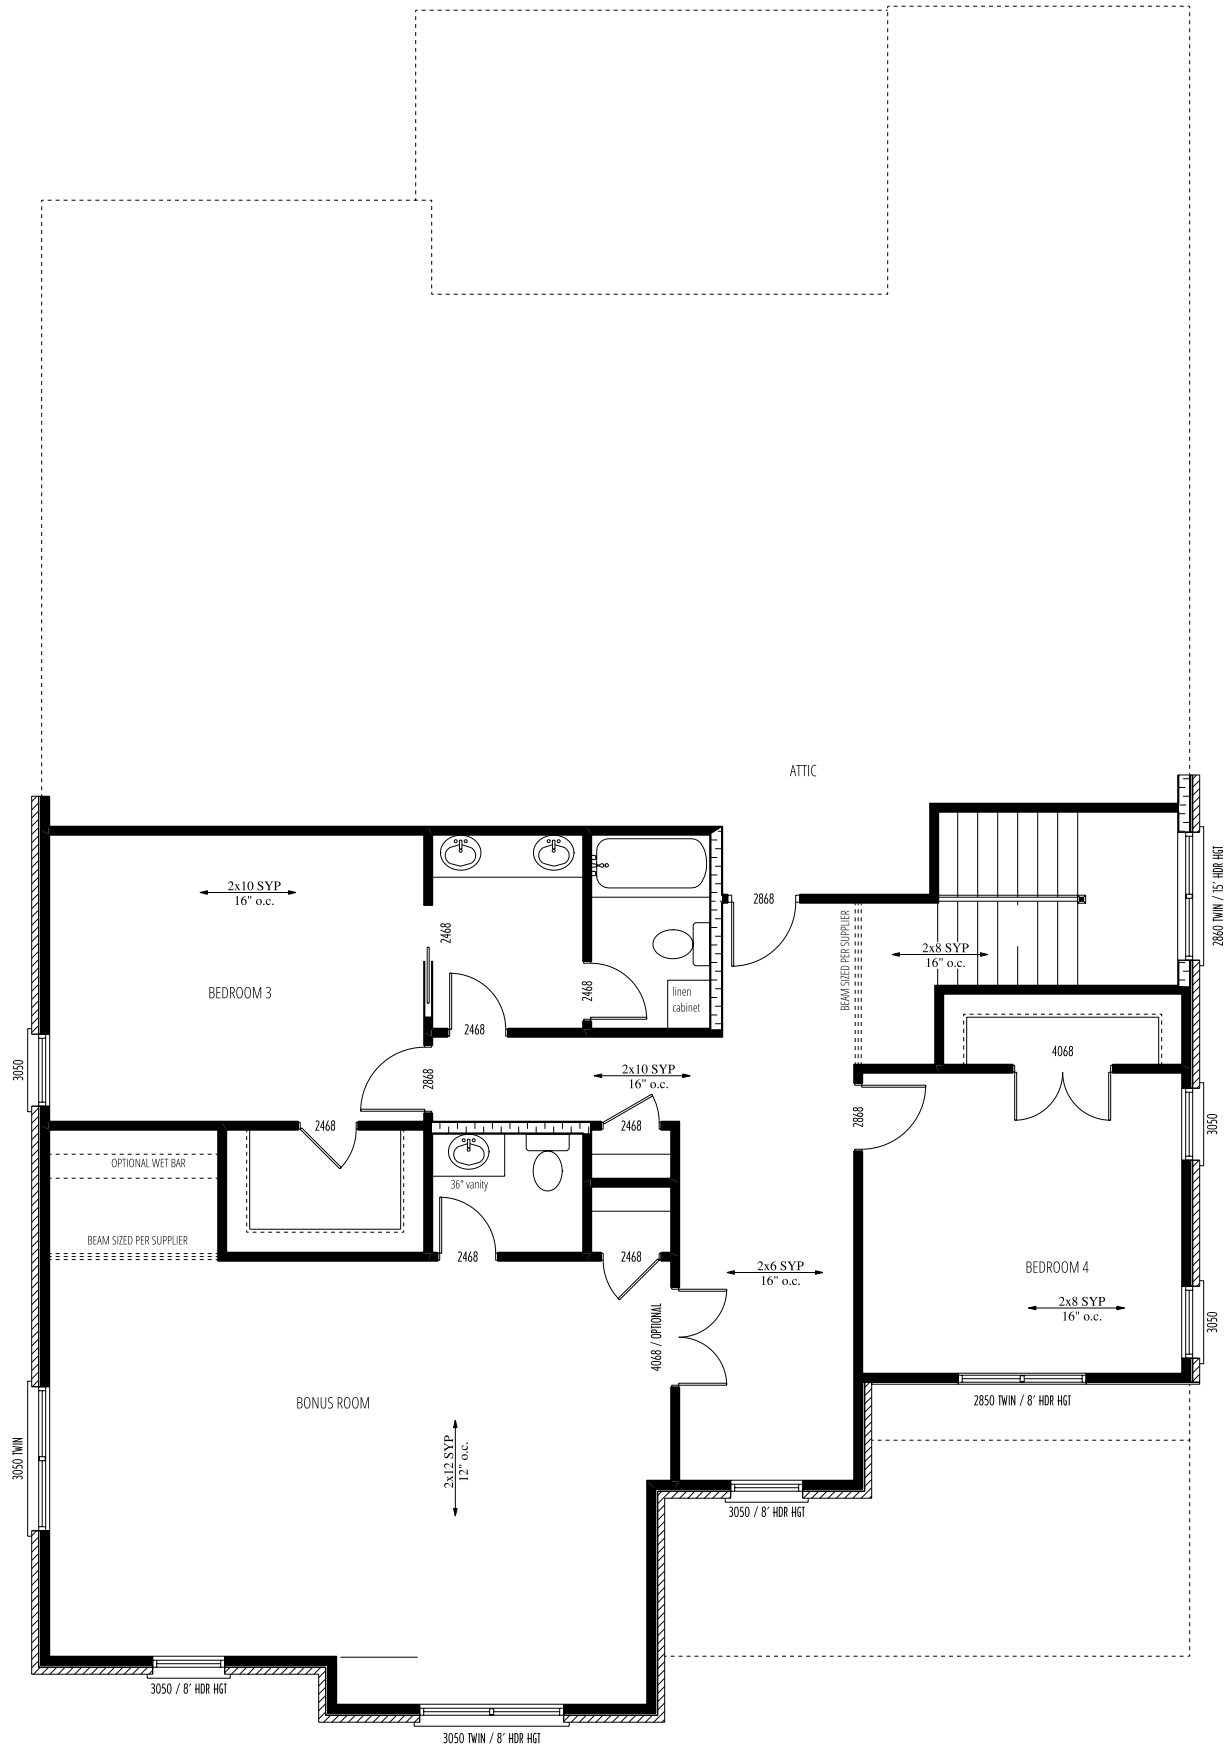 ATTIC
2860 TWIN / 15' HDR HGT
2x10 SYP
16" o.c.
2868
BEAM SIZED PER SUPPLIER
2468
2x8 SYP
16" o.c.
BEDROOM 3
2468
linen
cabinet
2468
4068
3050
2868
2x10 SYP
16" o.c.
2868
3050
2468
2468
OPTIONAL WET BAR
36" vanity
BEAM SIZED PER SUPPLIER
2468
2468
2x6 SYP
16" o.c.
BEDROOM 4
2x8 SYP
16" o.c.
3050
4068 / OPTIONAL
BONUS ROOM
2850 TWIN / 8' HDR HGT
3050 TWIN
2x12 SYP
12" o.c.
3050 / 8' HDR HGT
3050 / 8' HDR HGT
3050 TWIN / 8' HDR HGT